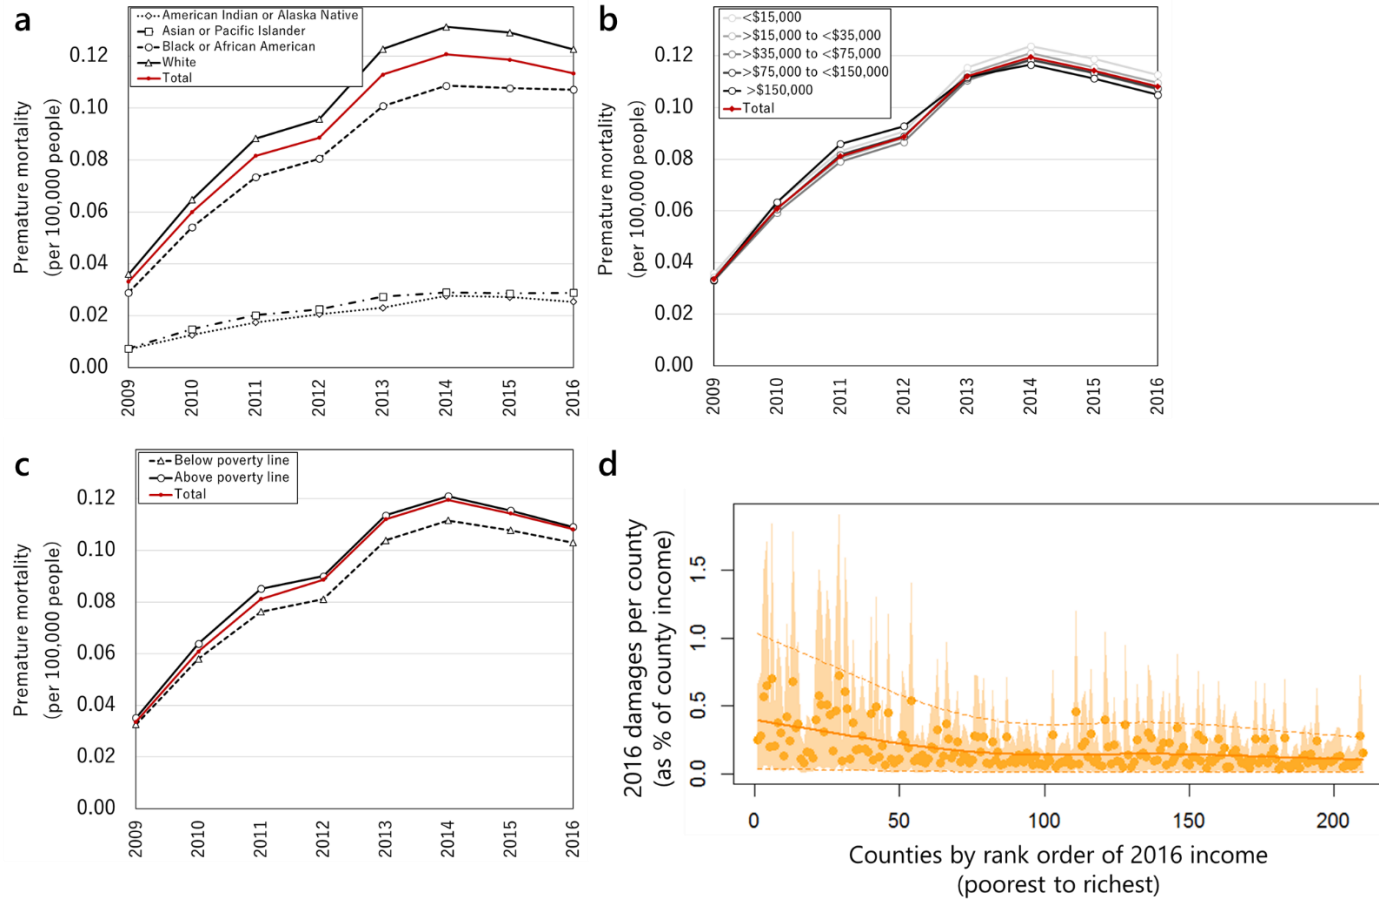 a
American Indian or Alaska Native
Asian or Pacific Islander
Black or African American
White
Total
Premature mortality
(per 100,000 people)
0.12
0.10
0.08
0.06
0.04
0.02
0.00
2009
2010
2011
2012
2013
2014
2015
2016
b
<$15,000
>$15,000 to <$35,000
>$35,000 to <$75,000
>$75,000 to <$150,000
>$150,000
Total
Premature mortality
(per 100,000 people)
0.12
0.10
0.08
0.06
0.04
0.02
0.00
2009
2010
2011
2012
2013
2014
2015
2016
c
Below poverty line
Above poverty line
Total
Premature mortality
(per 100,000 people)
0.12
0.10
0.08
0.06
0.04
0.02
0.00
2009
2010
2011
2012
2013
2014
2015
2016
d
2016 damages per county
(as % of county income)
1.5
1.0
0.5
0.0
0
50
100
150
200
Counties by rank order of 2016 income
(poorest to richest)